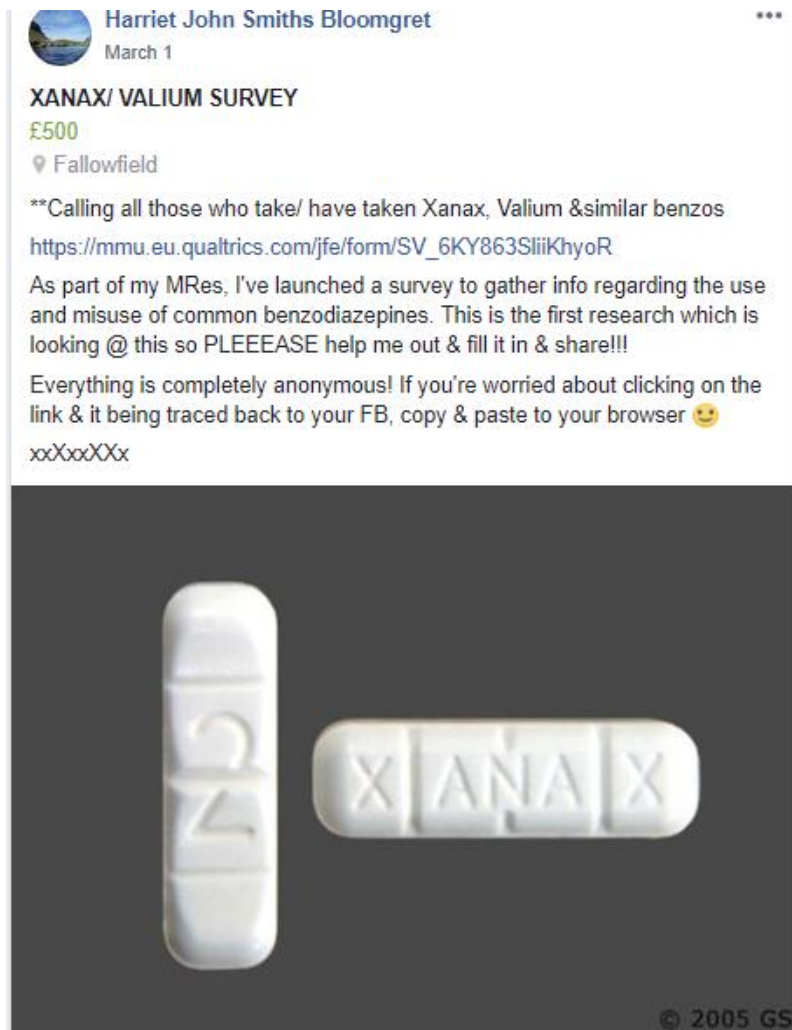 Harriet John Smiths Bloomgret
March 1
XANAX/ VALIUM SURVEY
£500
Fallowfield
**Calling all those who take/ have taken Xanax, Valium &similar benzos
https://mmu.eu.qualtrics.com/jfe/form/SV_6KY863SliiKhyoR
As part of my MRes, I've launched a survey to gather info regarding the use
and misuse of common benzodiazepines. This is the first research which is
looking @ this so PLEEEASE help me out & fill it in & share!!!
Everything is completely anonymous! If you're worried about clicking on the
link & it being traced back to your FB, copy & paste to your browser 🙂
xxXxxXXx
2
X ANA X
© 2005 GS